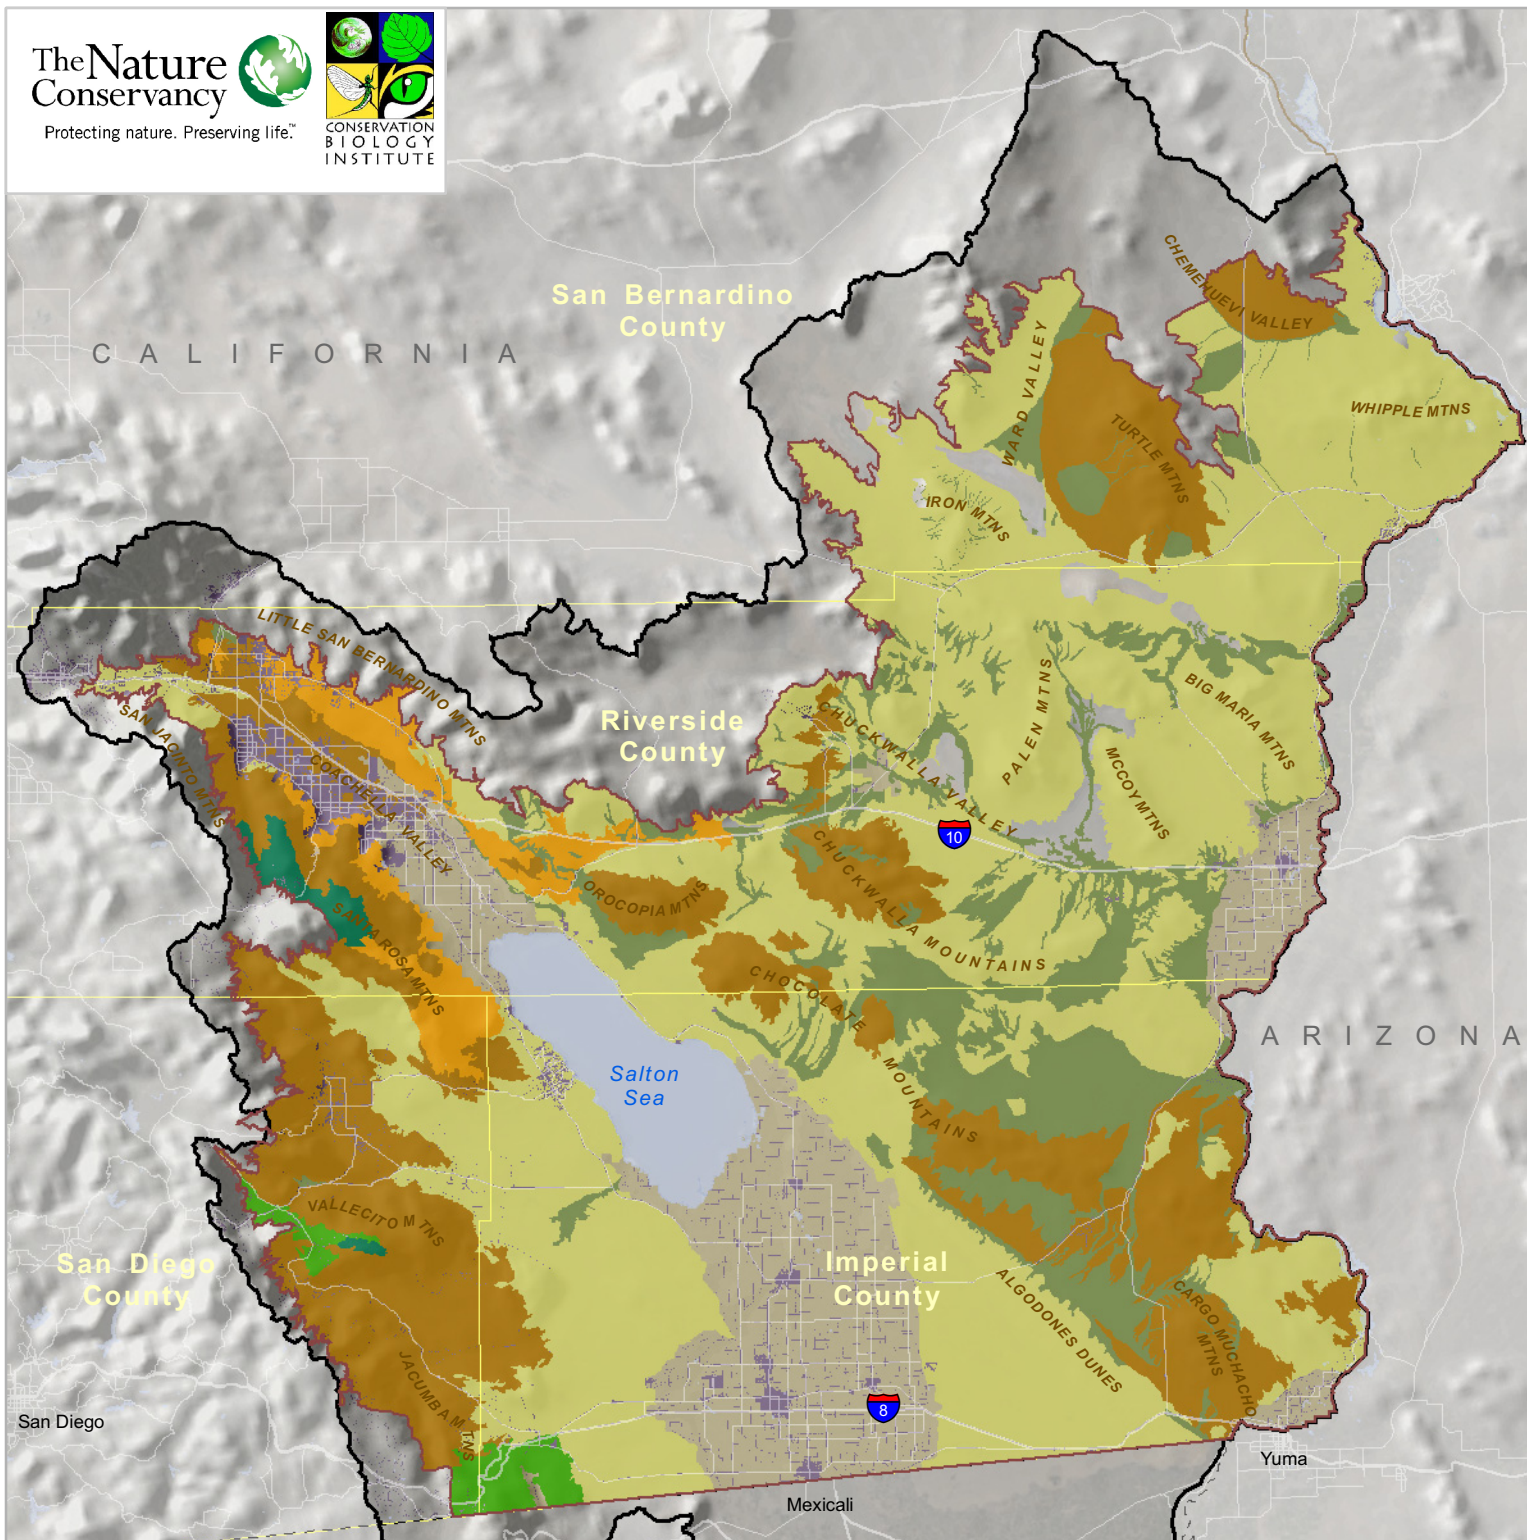 The Nature
Conservancy
Protecting nature. Preserving life.™
CONSERVATION
BIOLOGY
INSTITUTE
San Bernardino
County
CALIFORNIA
CHEMEHUEVI VALLEY
WARD VALLEY
WHIPPLE MTNS
TURTLE MTNS
IRON MTNS
LITTLE SAN BERNARDINO MTNS
SAN JACINTO MTNS
Riverside
County
COACHELLA VALLEY
CHUCKWALLA VALLEY
PALEN MTNS
BIG MARIA MTNS
MCCOY MTNS
10
CHUCKWALLA MOUNTAINS
OROCOPIA MTNS
SANTA ROSA MTNS
CHOCOLATE MOUNTAINS
ARIZONA
Salton
Sea
VALLECITO MTNS
San Diego
County
Imperial
County
ALGODONES DUNES
CARGO MUCHACHO
MTNS
JACUMBA MTNS
8
San Diego
Yuma
Mexicali